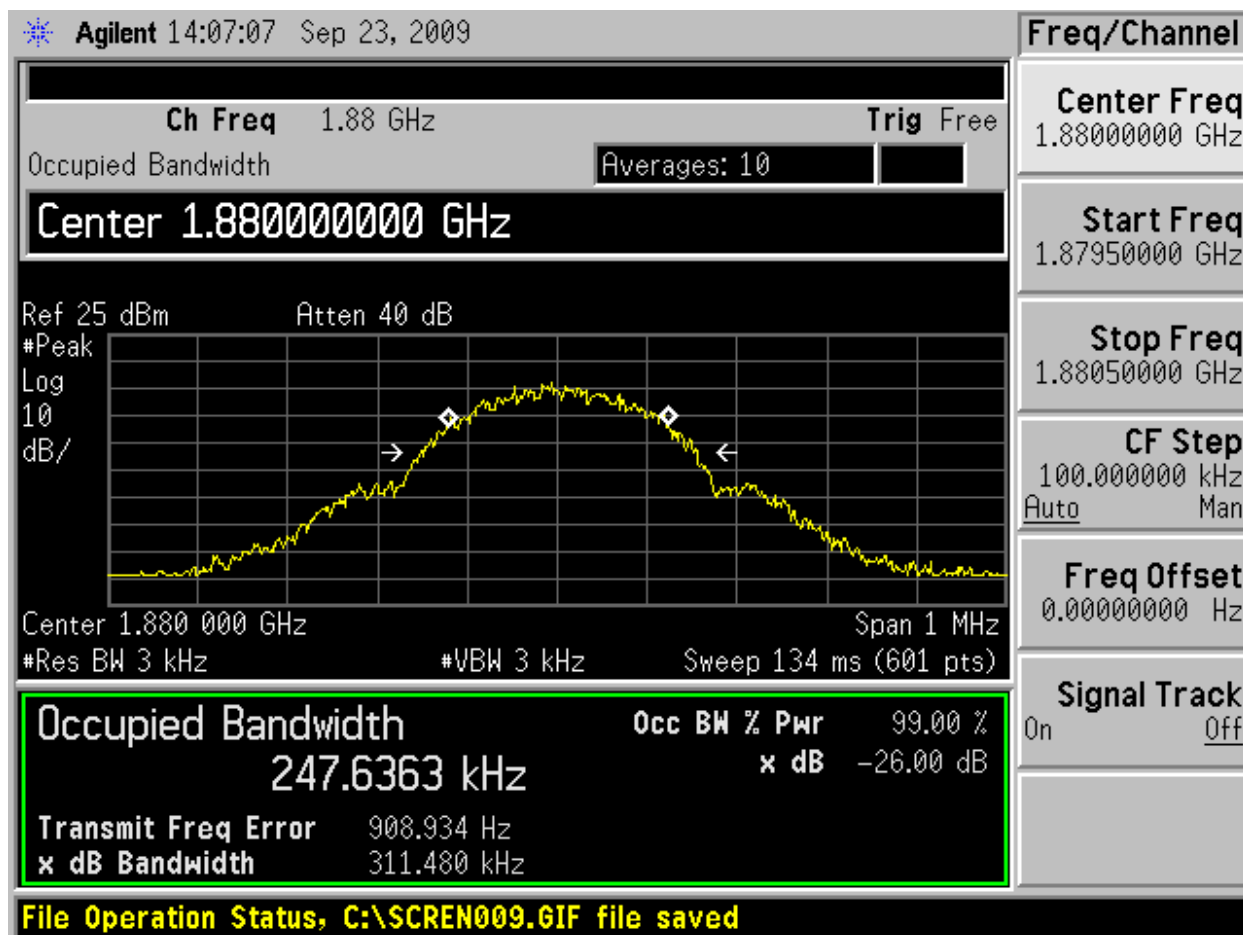 Agilent 14:07:07 Sep 23, 2009
Freq/Channel
Ch Freq 1.88 GHz Trig Free
Occupied Bandwidth Averages: 10
Center 1.880000000 GHz
Ref 25 dBm Atten 40 dB
#Peak
Log
10
dB/
Center 1.880 000 GHz Span 1 MHz
#Res BW 3 kHz #VBW 3 kHz Sweep 134 ms (601 pts)
Occupied Bandwidth
247.6363 kHz
Occ BW % Pwr 99.00 %
x dB -26.00 dB
Transmit Freq Error 908.934 Hz
x dB Bandwidth 311.480 kHz
Center Freq
1.88000000 GHz
Start Freq
1.87950000 GHz
Stop Freq
1.88050000 GHz
CF Step
100.000000 kHz
Auto Man
Freq Offset
0.00000000 Hz
Signal Track
On Off
File Operation Status, C:\SCREN009.GIF file saved